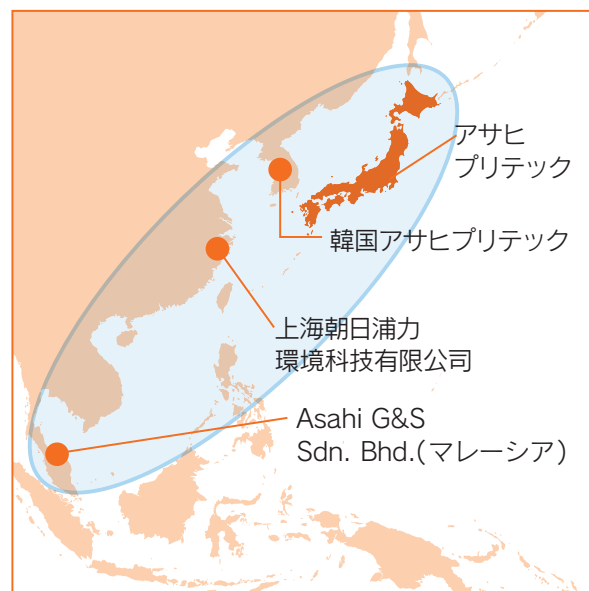 アサヒ
プリテック
韓国アサヒプリテック
上海朝日浦力
環境科技有限公司
Asahi G&S
Sdn. Bhd.(マレーシア)